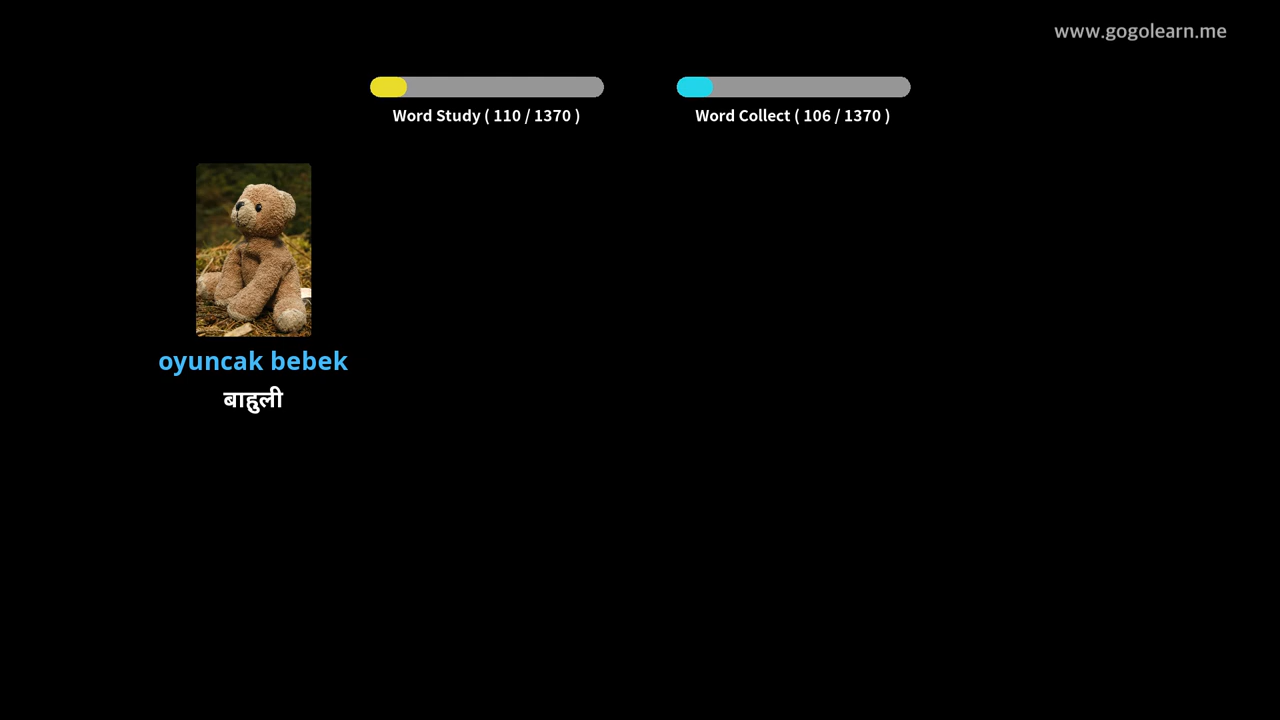 www.gogolearn.me
Word Study ( 110 / 1370 )
Word Collect ( 106 / 1370 )
oyuncak bebek
बाहुली